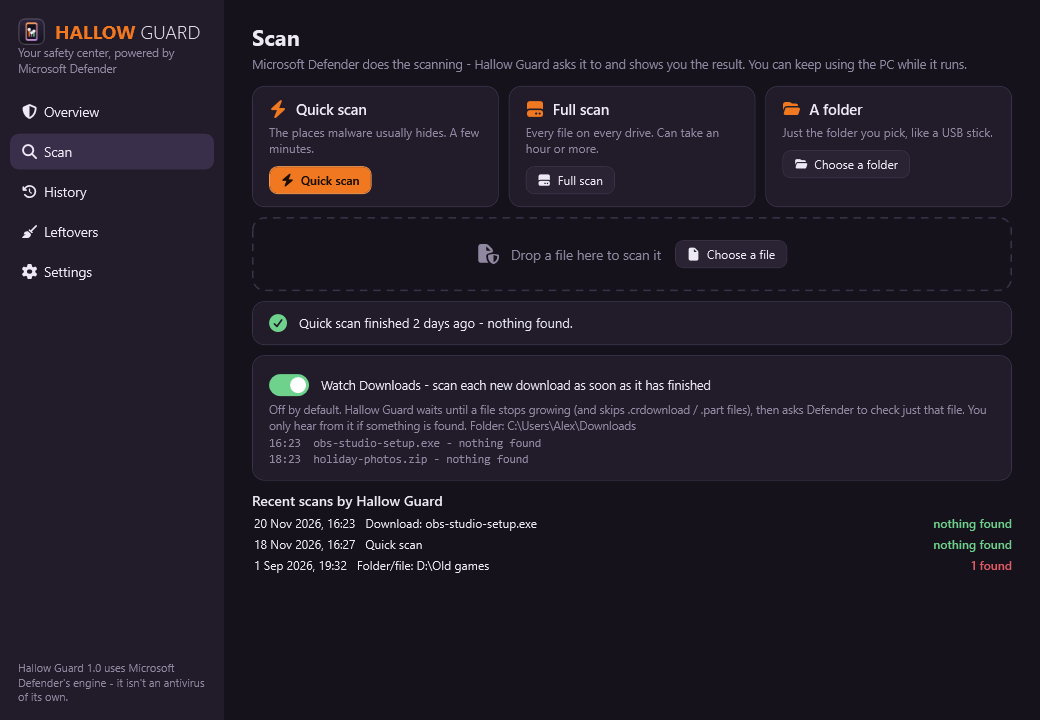 HALLOW GUARD
Your safety center, powered by
Microsoft Defender
Overview
Scan
History
Leftovers
Settings
Hallow Guard 1.0 uses Microsoft
Defender's engine - it isn't an antivirus
of its own.
Scan
Microsoft Defender does the scanning - Hallow Guard asks it to and shows you the result. You can keep using the PC while it runs.
Quick scan
The places malware usually hides. A few
minutes.
Quick scan
Full scan
Every file on every drive. Can take an
hour or more.
Full scan
A folder
Just the folder you pick, like a USB stick.
Choose a folder
Drop a file here to scan it
Choose a file
Quick scan finished 2 days ago - nothing found.
Watch Downloads - scan each new download as soon as it has finished
Off by default. Hallow Guard waits until a file stops growing (and skips .crdownload / .part files), then asks Defender to check just that file. You
only hear from it if something is found. Folder: C:\Users\Alex\Downloads
16:23 obs-studio-setup.exe - nothing found
18:23 holiday-photos.zip - nothing found
Recent scans by Hallow Guard
20 Nov 2026, 16:23 Download: obs-studio-setup.exe nothing found
18 Nov 2026, 16:27 Quick scan nothing found
1 Sep 2026, 19:32 Folder/file: D:\Old games 1 found